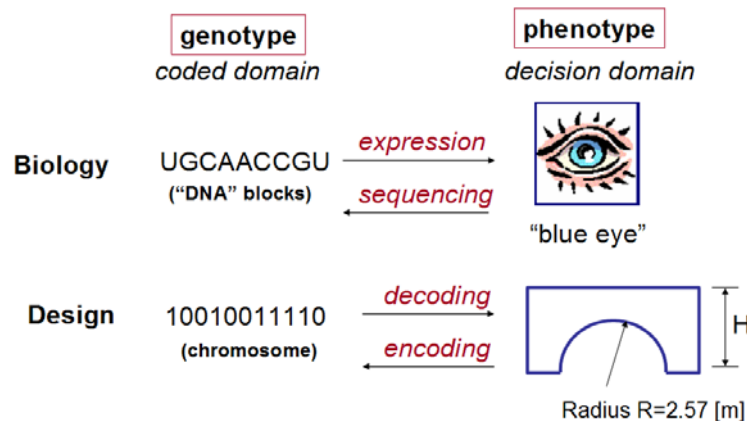 genotype
phenotype
coded domain
decision domain
Biology
UGCAACCGU
("DNA" blocks)
expression
sequencing
“blue eye”
Design
10010011110
(chromosome)
decoding
encoding
H
Radius R=2.57 [m]